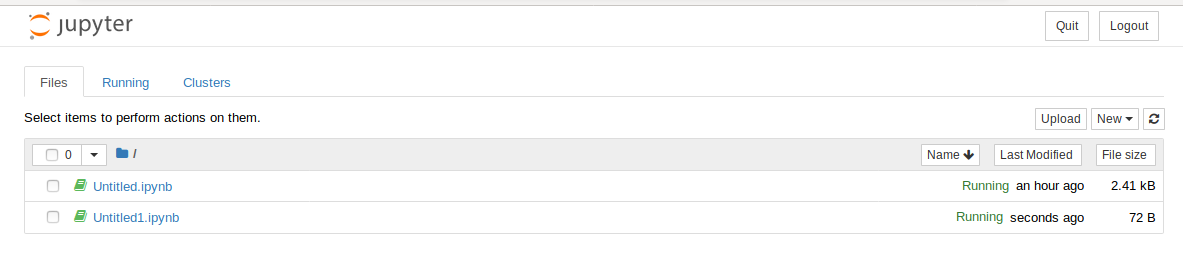 jupyter Quit Logout
Files Running Clusters
Select items to perform actions on them. Upload New
0 / Name Last Modified File size
Untitled.ipynb Running an hour ago 2.41 kB
Untitled1.ipynb Running seconds ago 72 B